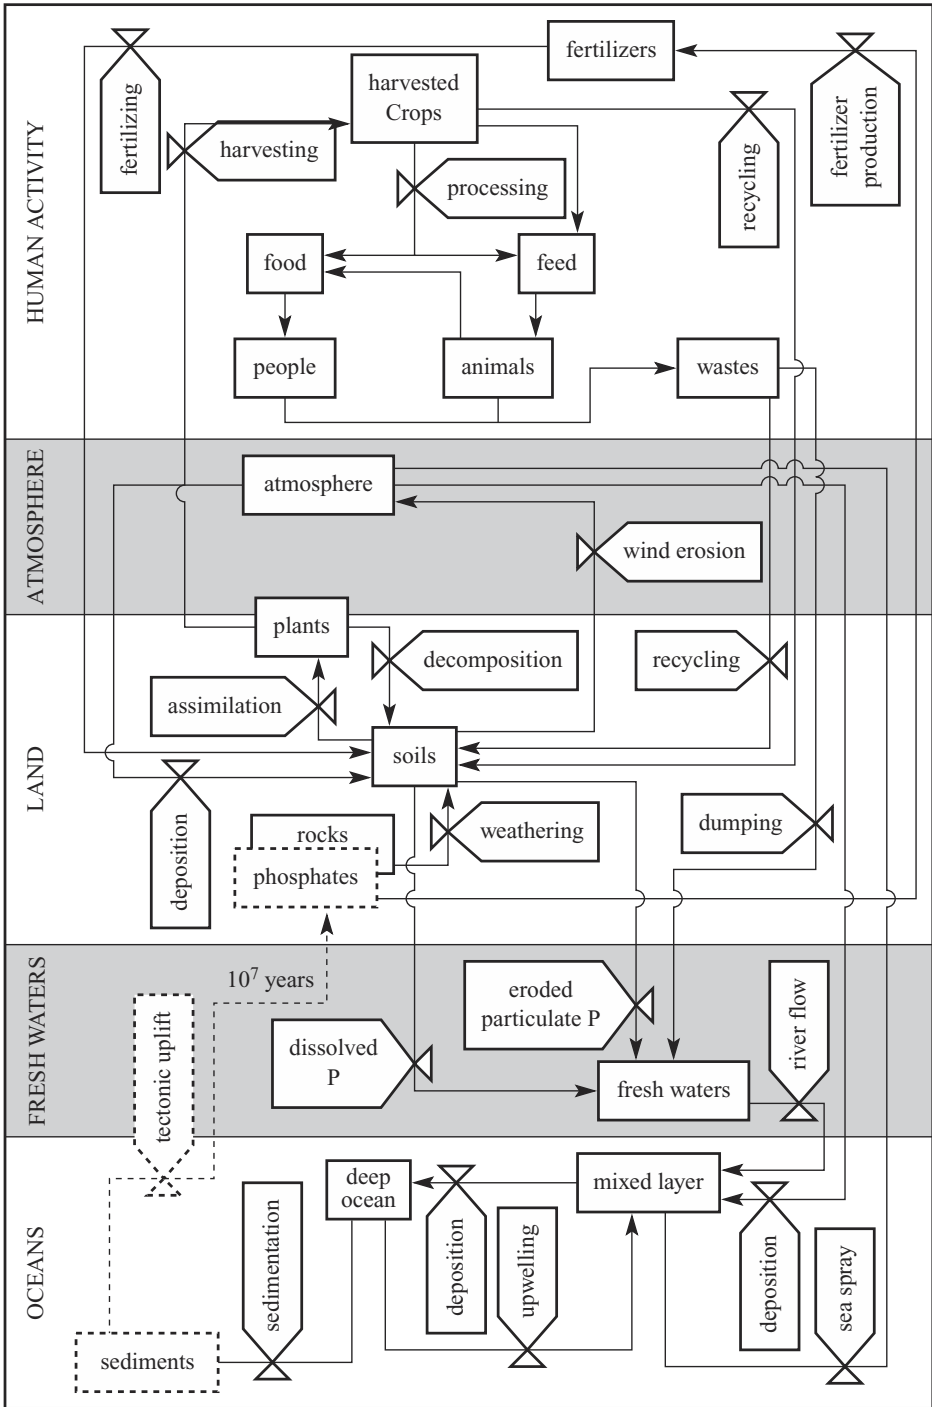 HUMAN ACTIVITY
fertilizers
fertilizing
harvested
Crops
harvesting
processing
recycling
fertilizer
production
food
feed
people
animals
wastes
ATMOSPHERE
atmosphere
wind erosion
LAND
plants
decomposition
recycling
assimilation
soils
deposition
rocks
weathering
dumping
phosphates
FRESH WATERS
10⁷ years
tectonic uplift
eroded
particulate P
river flow
dissolved
P
fresh waters
OCEANS
deep
ocean
mixed layer
sedimentation
deposition
upwelling
deposition
sea spray
sediments